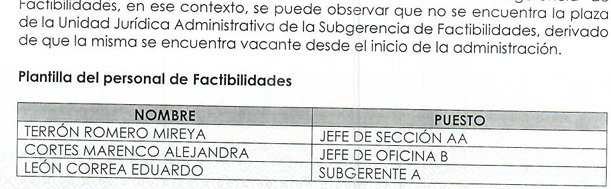 Factibilidades, en ese contexto, se puede observar que no se encuentra la plaza
de la Unidad Jurídica Administrativa de la Subgerencia de Factibilidades, derivado
de que la misma se encuentra vacante desde el inicio de la administración.
Plantilla del personal de Factibilidades
NOMBRE PUESTO
TERRÓN ROMERO MIREYA JEFE DE SECCIÓN AA
CORTES MARENCO ALEJANDRA JEFE DE OFICINA B
LEÓN CORREA EDUARDO SUBGERENTE A